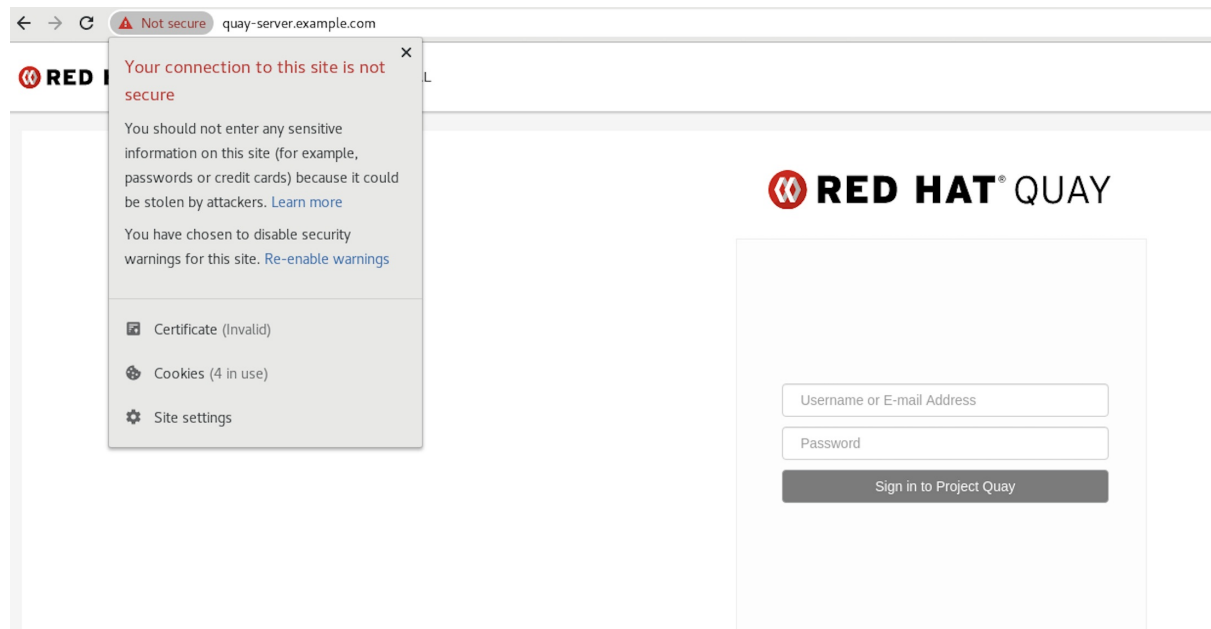 Not secure quay-server.example.com
RED
L
Your connection to this site is not
secure
You should not enter any sensitive
information on this site (for example,
passwords or credit cards) because it could
be stolen by attackers. Learn more
You have chosen to disable security
warnings for this site. Re-enable warnings
Certificate (Invalid)
Cookies (4 in use)
Site settings
RED HAT® QUAY
Username or E-mail Address
Password
Sign in to Project Quay